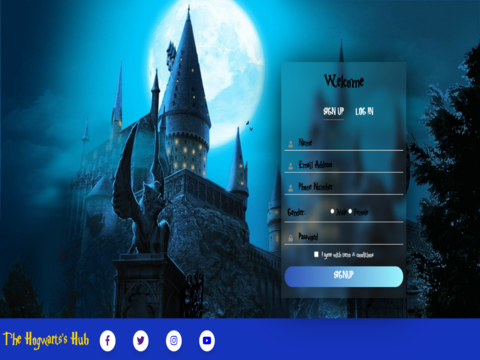 Welcome
SIGN UP LOG IN
Name
Email Address
Phone Number
Gender: Male Female
Password
I agree with term & conditions
SIGNUP
The Hogwarts's Hub